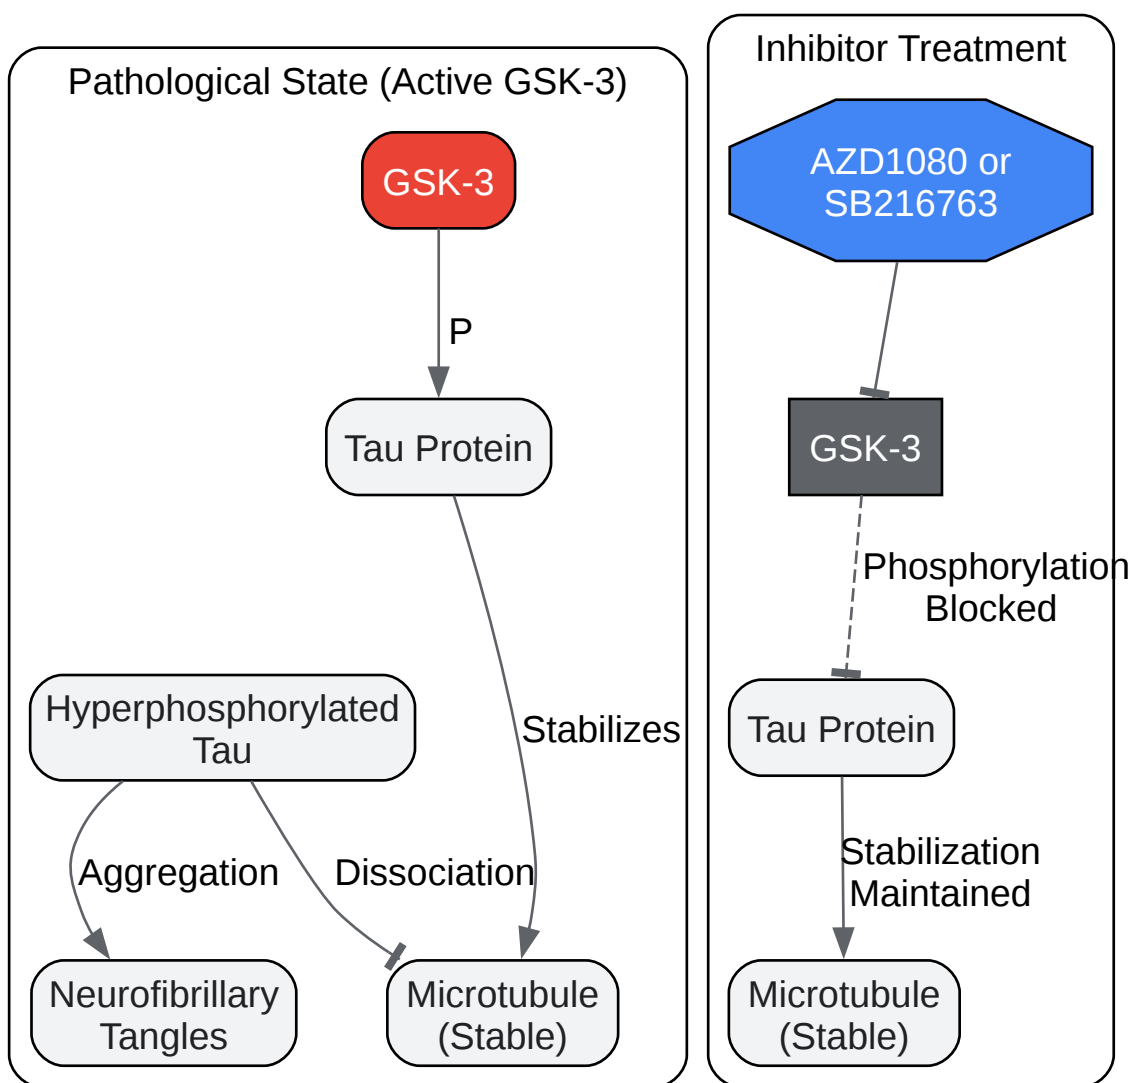 Pathological State (Active GSK-3)
GSK-3
P
Tau Protein
Stabilizes
Hyperphosphorylated
Tau
Aggregation
Dissociation
Neurofibrillary
Tangles
Microtubule
(Stable)
Inhibitor Treatment
AZD1080 or
SB216763
GSK-3
Phosphorylation
Blocked
Tau Protein
Stabilization
Maintained
Microtubule
(Stable)